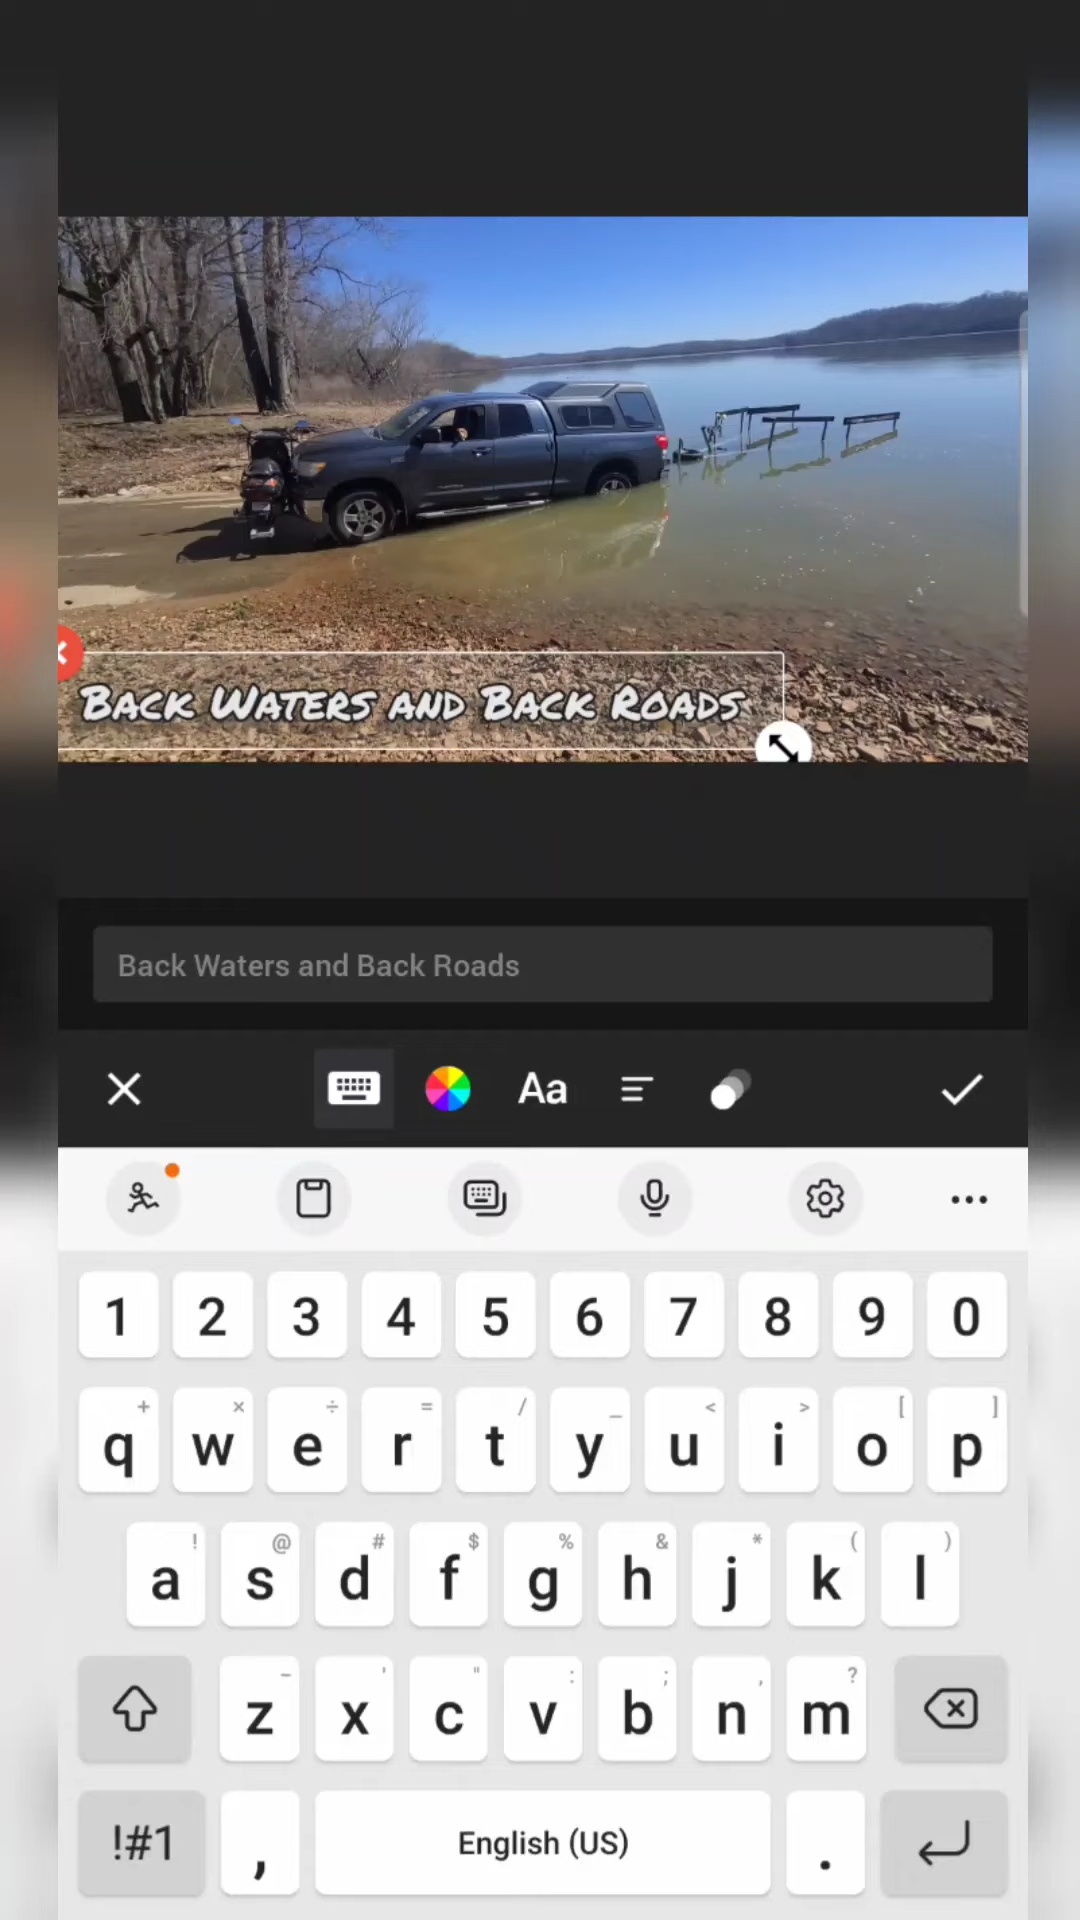 Back Waters and Back Roads
Back Waters and Back Roads
Aa
1 2 3 4 5 6 7 8 9 0
+ × ÷ = / _ < > [ ]
q w e r t y u i o p
! @ # $ % & * ( )
a s d f g h j k l
- ' " : ; , ?
z x c v b n m
!#1 , English (US) .